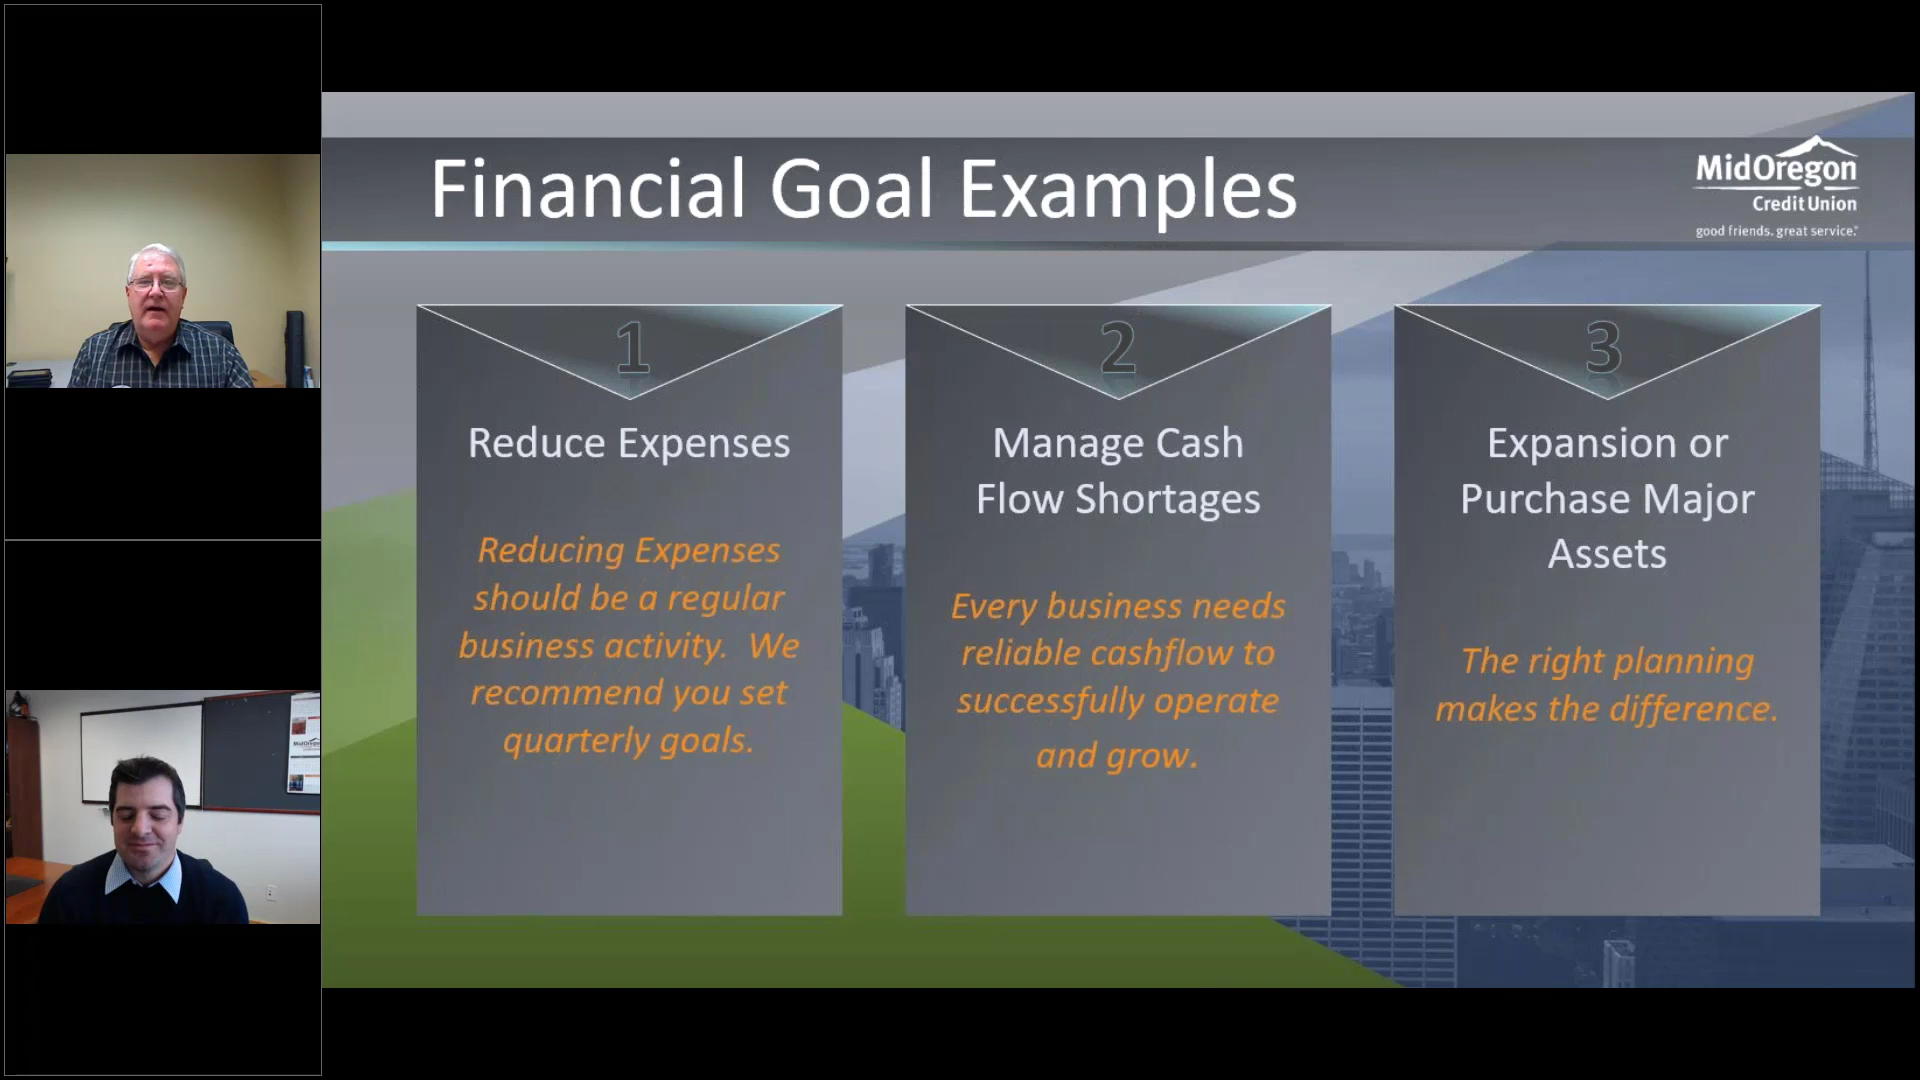 Financial Goal Examples
MidOregon
Credit Union
good friends. great service.
1
Reduce Expenses
Reducing Expenses
should be a regular
business activity.  We
recommend you set
quarterly goals.
2
Manage Cash
Flow Shortages
Every business needs
reliable cashflow to
successfully operate
and grow.
3
Expansion or
Purchase Major
Assets
The right planning
makes the difference.
MidOregon